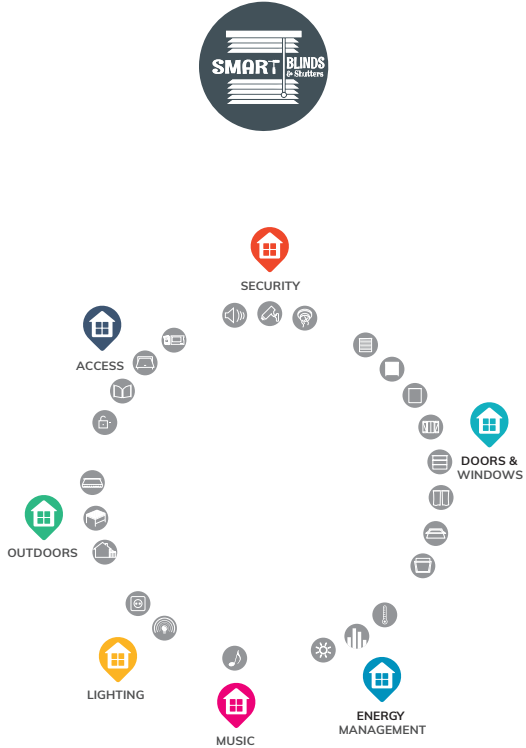 SMART BLINDS
& Shutters
SECURITY
ACCESS
DOORS &
WINDOWS
OUTDOORS
LIGHTING
ENERGY
MANAGEMENT
MUSIC